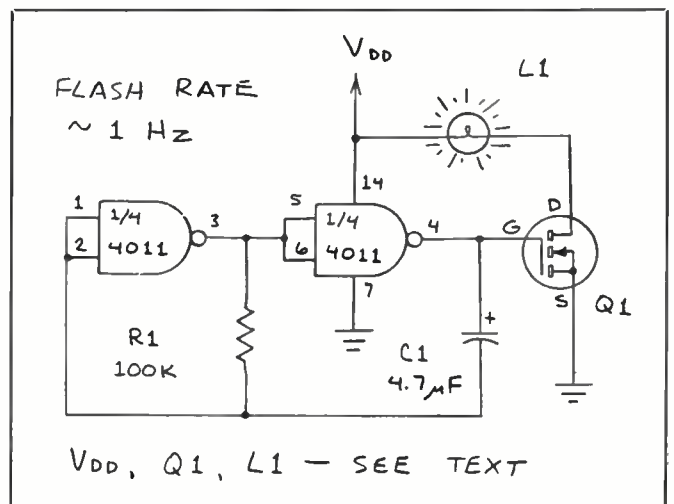 VDD
L1
FLASH RATE
~ 1 Hz
14
D
1
1/4
3
5
1/4
4
G
2
4011
6
4011
7
S
Q1
R1
100K
+
C1
4.7µF
VDD, Q1, L1 — SEE TEXT